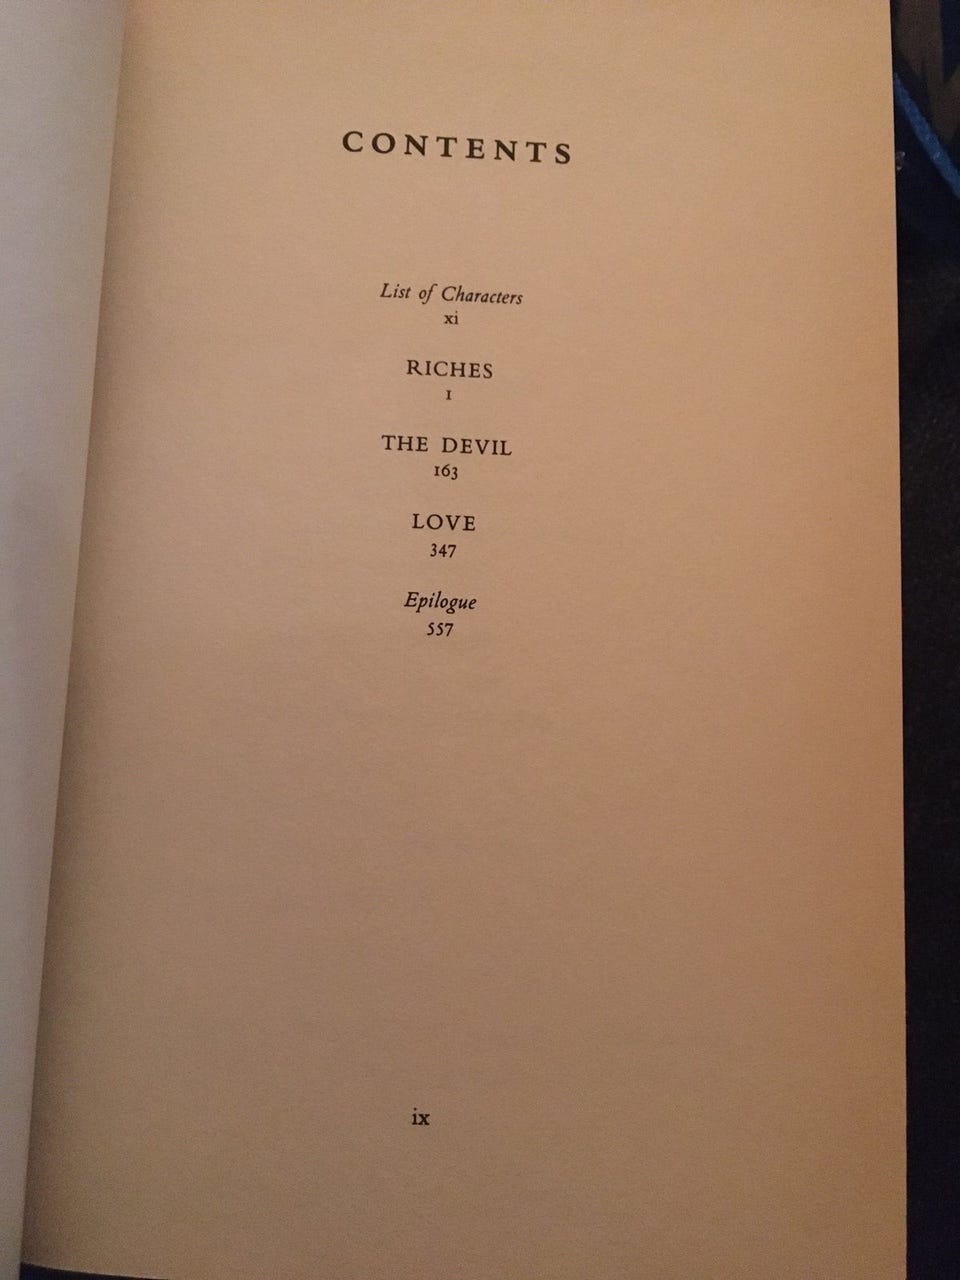 CONTENTS
List of Characters
xi
RICHES
1
THE DEVIL
163
LOVE
347
Epilogue
557
ix